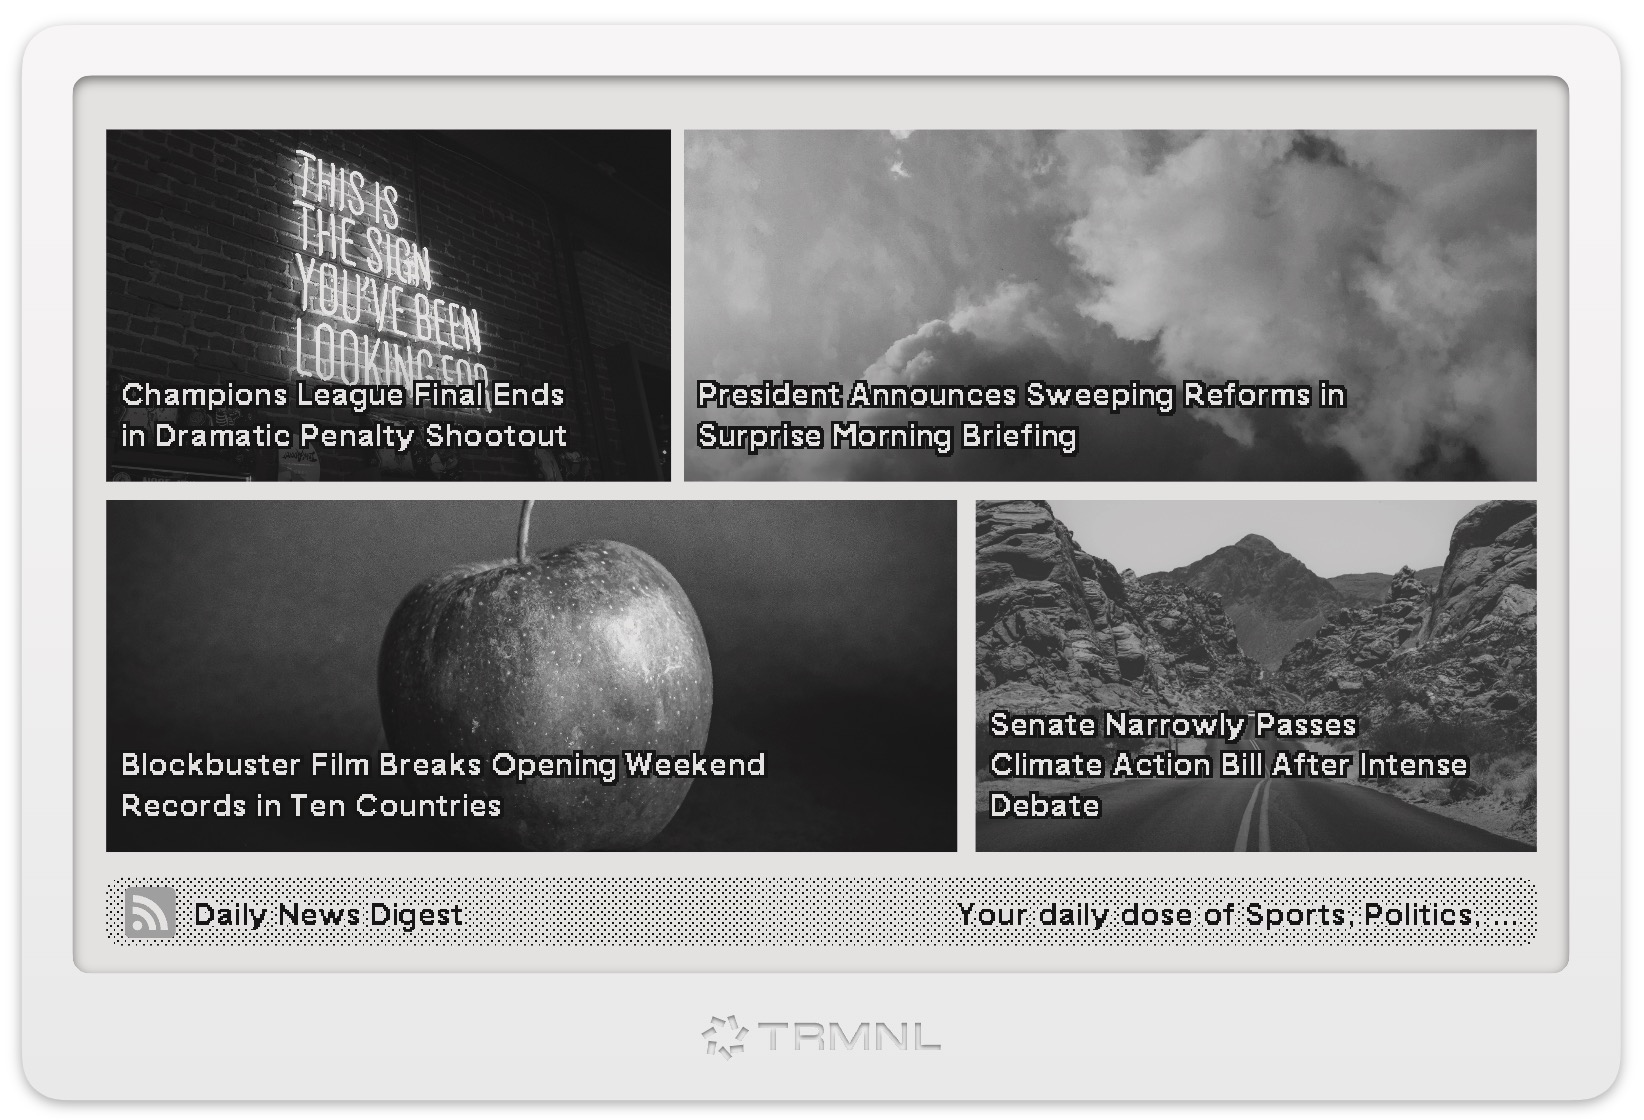 THIS IS
THE SIGN
YOU'VE BEEN
LOOKING FOR
Champions League Final Ends
in Dramatic Penalty Shootout
President Announces Sweeping Reforms in
Surprise Morning Briefing
Blockbuster Film Breaks Opening Weekend
Records in Ten Countries
Senate Narrowly Passes
Climate Action Bill After Intense
Debate
Daily News Digest
Your daily dose of Sports, Politics, ...
TRMNL